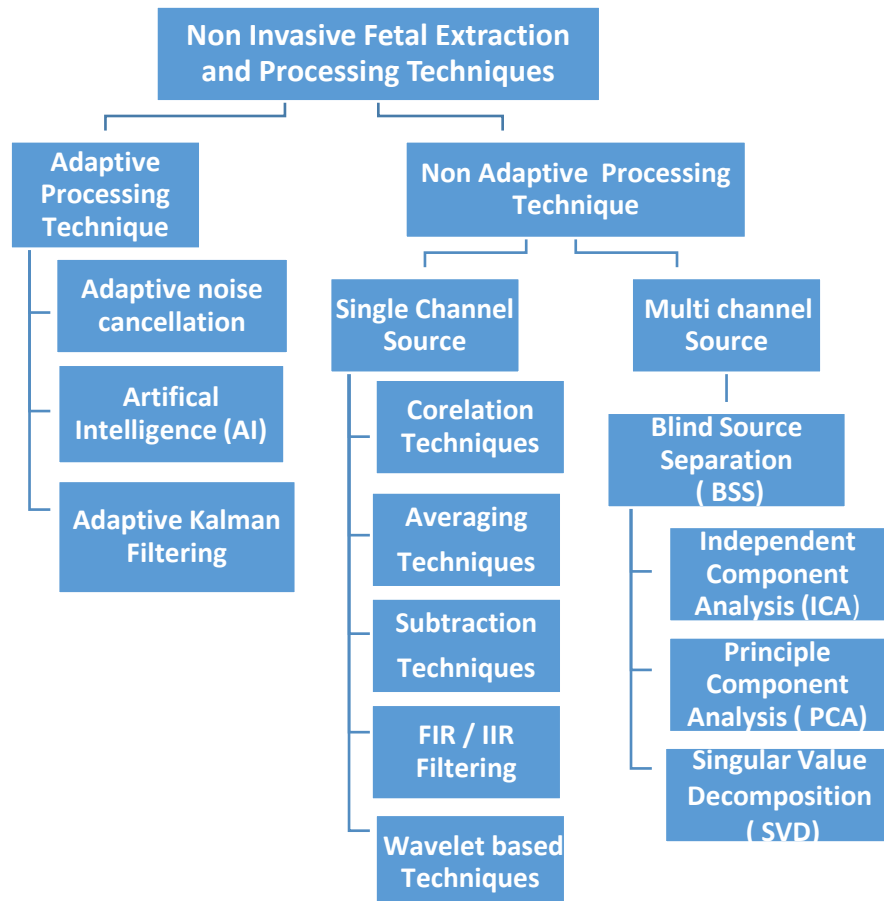 Non Invasive Fetal Extraction
and Processing Techniques
Adaptive
Processing
Technique
Adaptive noise
cancellation
Artifical
Intelligence (AI)
Adaptive Kalman
Filtering
Non Adaptive Processing
Technique
Single Channel
Source
Corelation
Techniques
Averaging
Techniques
Subtraction
Techniques
FIR / IIR
Filtering
Wavelet based
Techniques
Multi channel
Source
Blind Source
Separation
( BSS)
Independent
Component
Analysis (ICA)
Principle
Component
Analysis ( PCA)
Singular Value
Decomposition
( SVD)